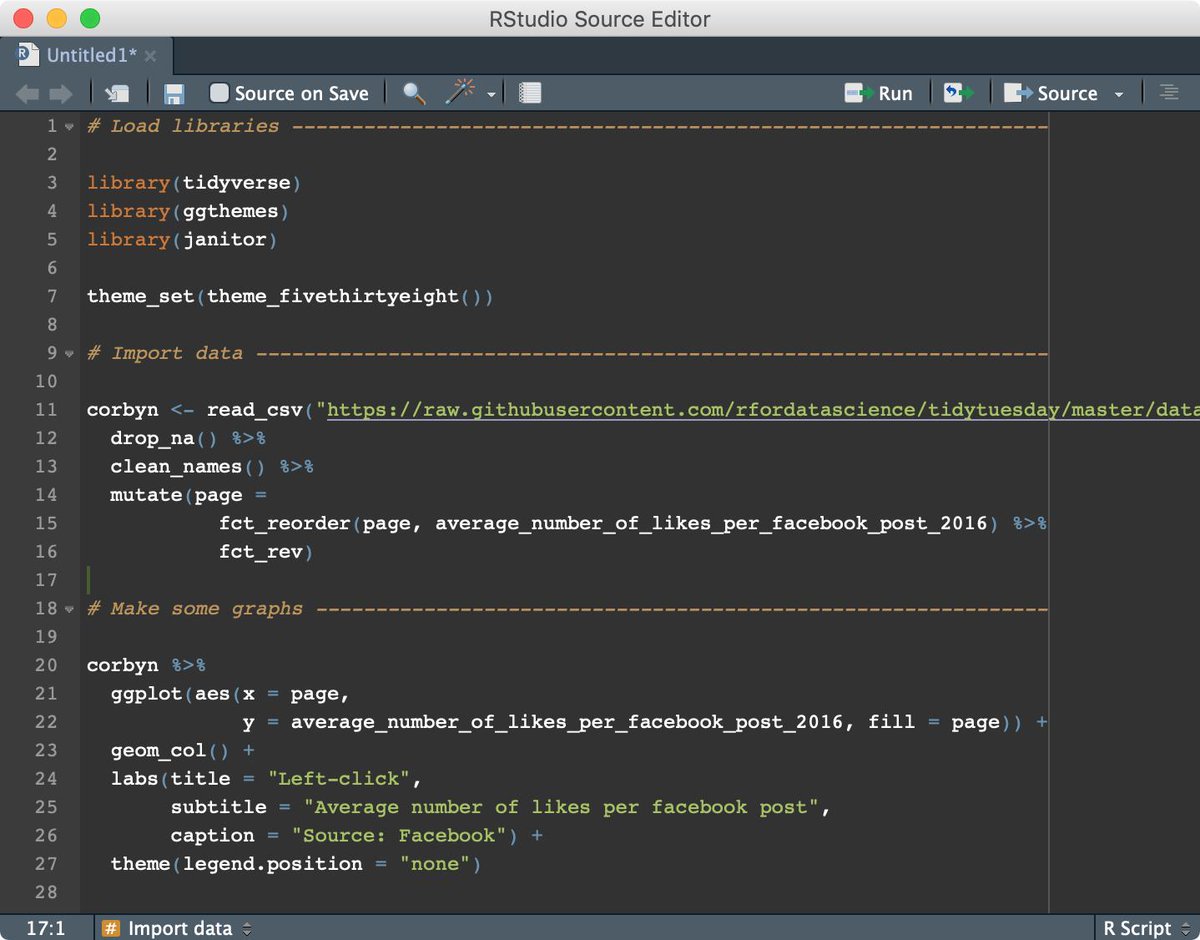 RStudio Source Editor
Untitled1*
Source on Save
Run
Source
1 # Load libraries ---------------------------------------------------------------
2
3 library(tidyverse)
4 library(ggthemes)
5 library(janitor)
6
7 theme_set(theme_fivethirtyeight())
8
9 # Import data ------------------------------------------------------------------
10
11 corbyn <- read_csv("https://raw.githubusercontent.com/rfordatascience/tidytuesday/master/data
12   drop_na() %>%
13   clean_names() %>%
14   mutate(page =
15            fct_reorder(page, average_number_of_likes_per_facebook_post_2016) %>%
16            fct_rev)
17
18 # Make some graphs -------------------------------------------------------------
19
20 corbyn %>%
21   ggplot(aes(x = page,
22              y = average_number_of_likes_per_facebook_post_2016, fill = page)) +
23   geom_col() +
24   labs(title = "Left-click",
25        subtitle = "Average number of likes per facebook post",
26        caption = "Source: Facebook") +
27   theme(legend.position = "none")
28
17:1 # Import data R Script